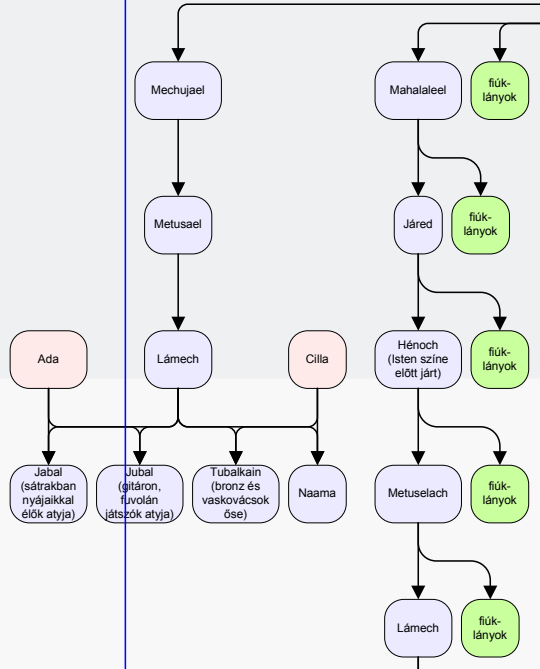 Mechujael
Mahalaleel
fiúk-
lányok
Metusael
Járed
fiúk-
lányok
Ada
Lámech
Cilla
Hénoch
(Isten színe
előtt járt)
fiúk-
lányok
Jabal
(sátrakban
nyájaikkal
élők atyja)
Jubal
(gitáron,
fuvolán
játszók atyja)
Tubalkain
(bronz és
vaskovácsok
őse)
Naama
Metuselach
fiúk-
lányok
Lámech
fiúk-
lányok